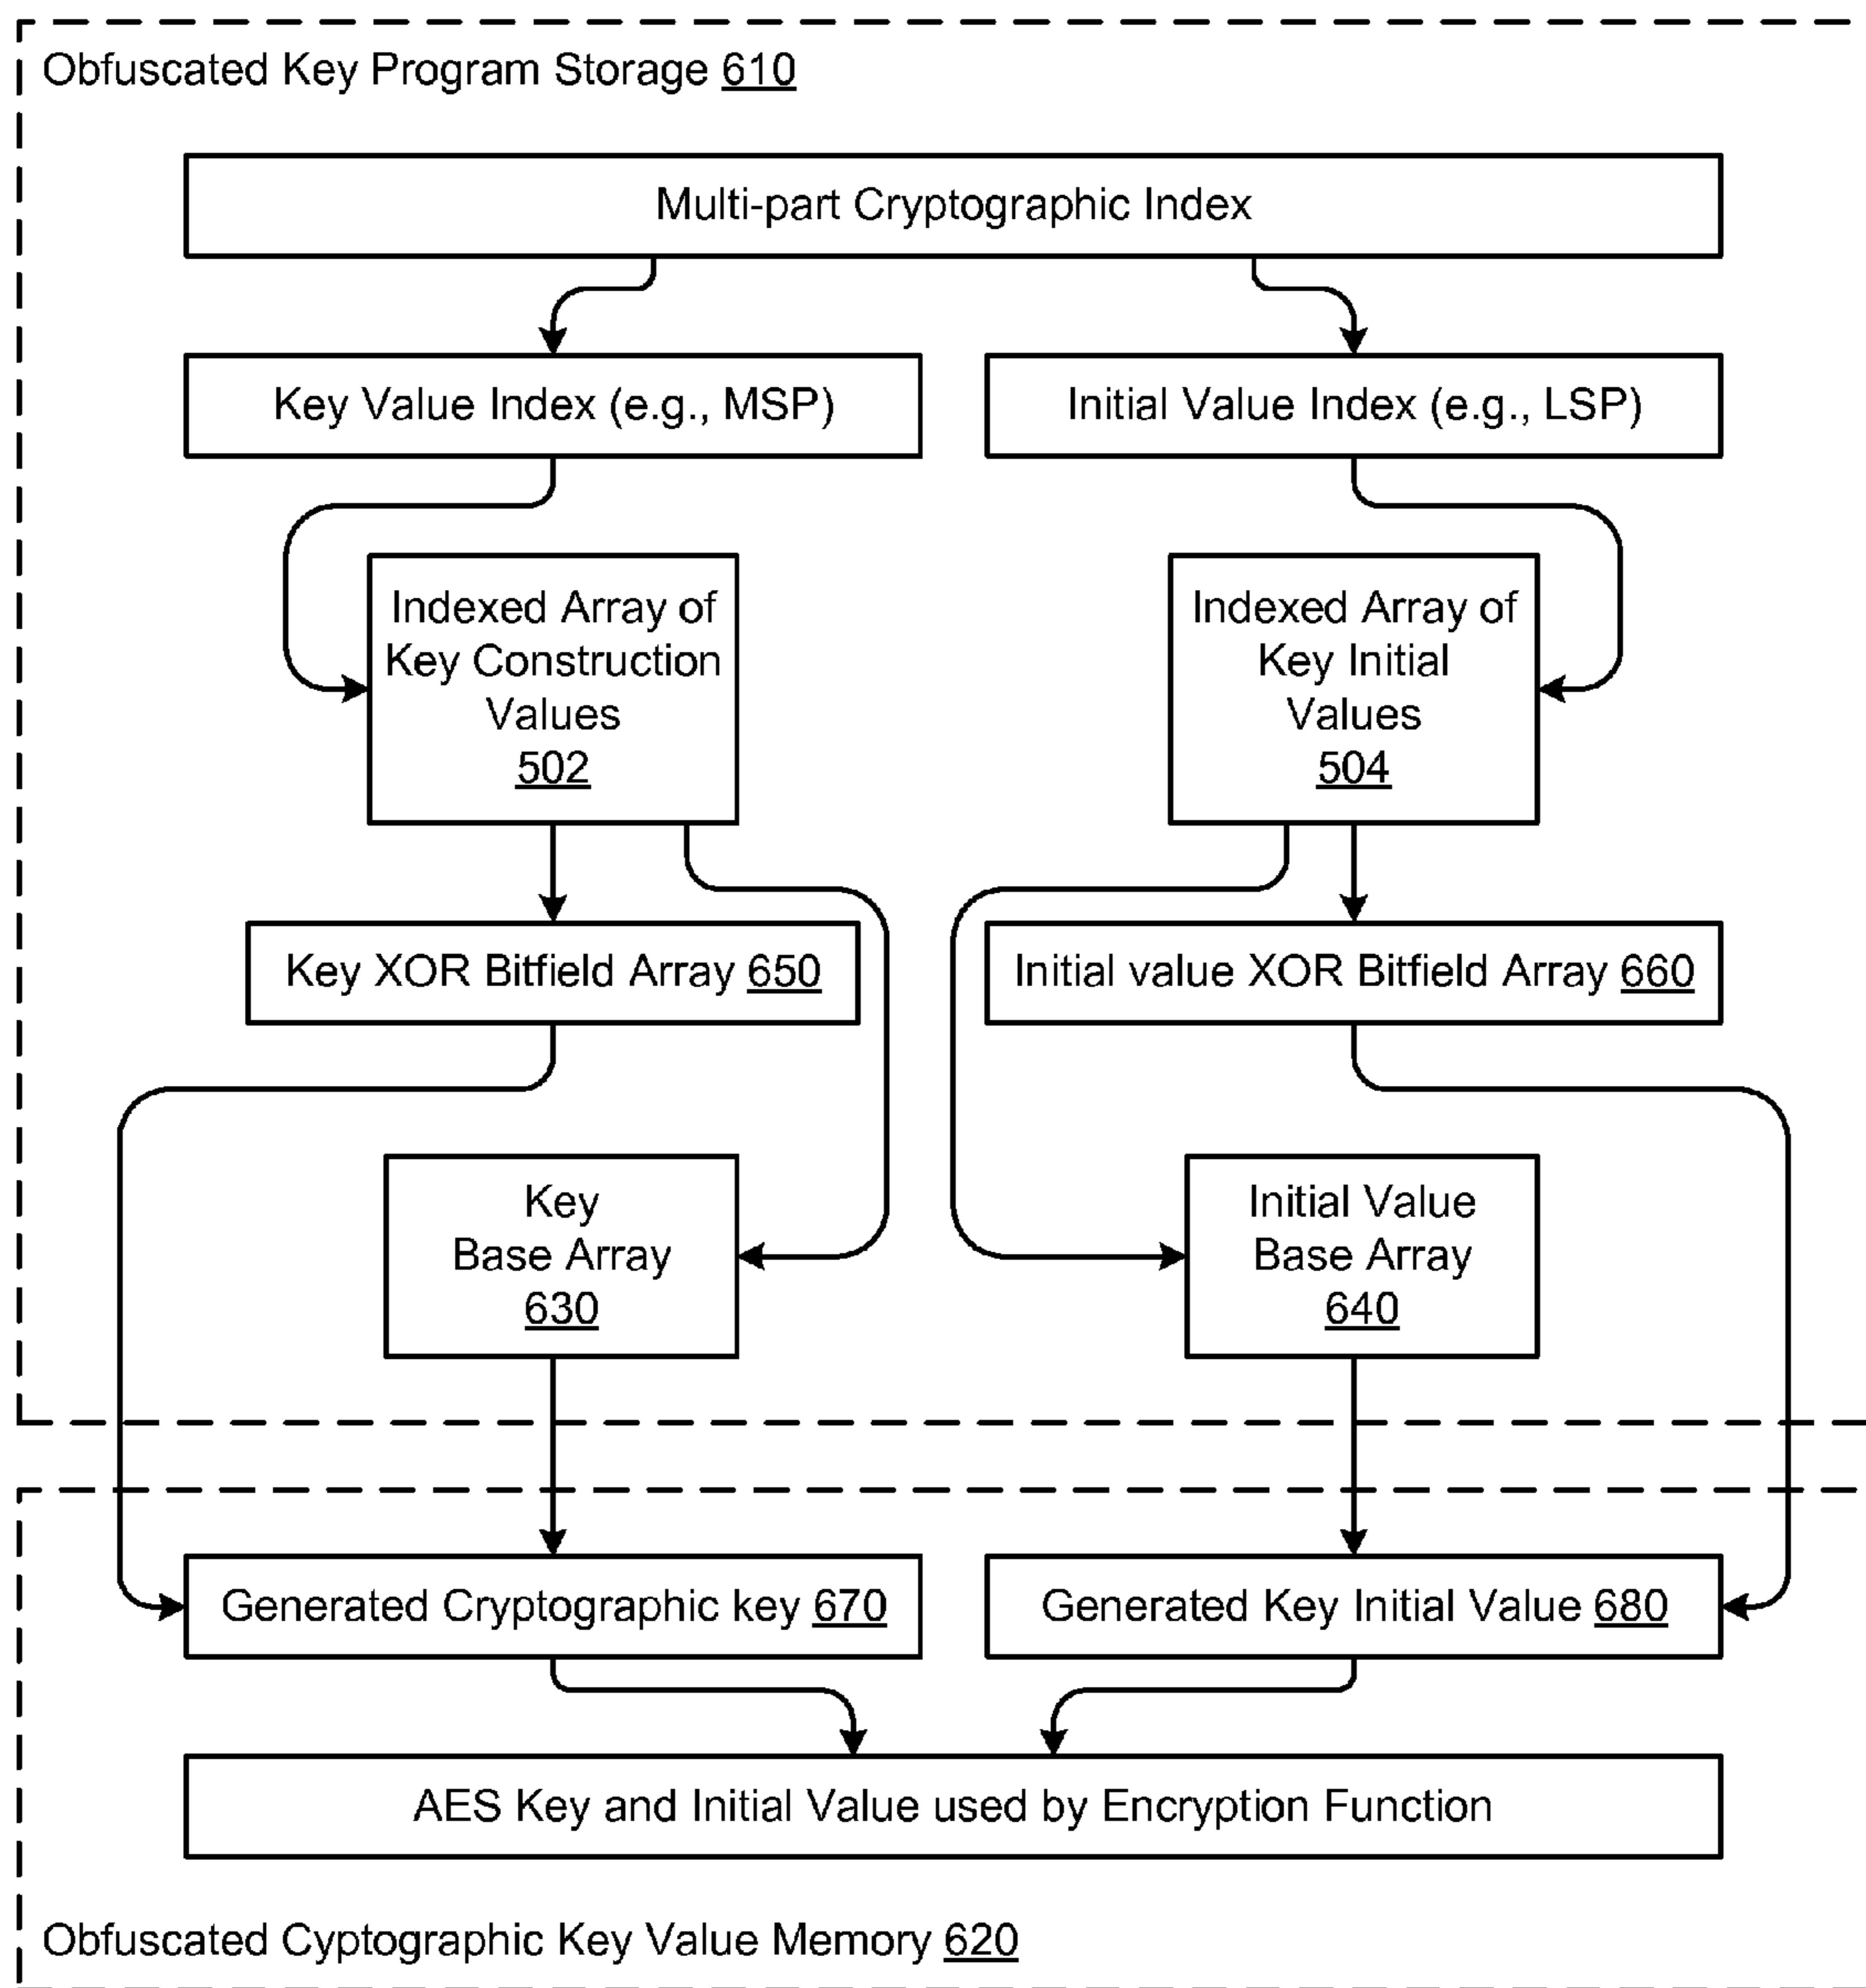 Obfuscated Key Program Storage 610
Multi-part Cryptographic Index
Key Value Index (e.g., MSP)
Initial Value Index (e.g., LSP)
Indexed Array of
Key Construction
Values
502
Indexed Array of
Key Initial
Values
504
Key XOR Bitfield Array 650
Initial value XOR Bitfield Array 660
Key
Base Array
630
Initial Value
Base Array
640
Generated Cryptographic key 670
Generated Key Initial Value 680
AES Key and Initial Value used by Encryption Function
Obfuscated Cyptographic Key Value Memory 620